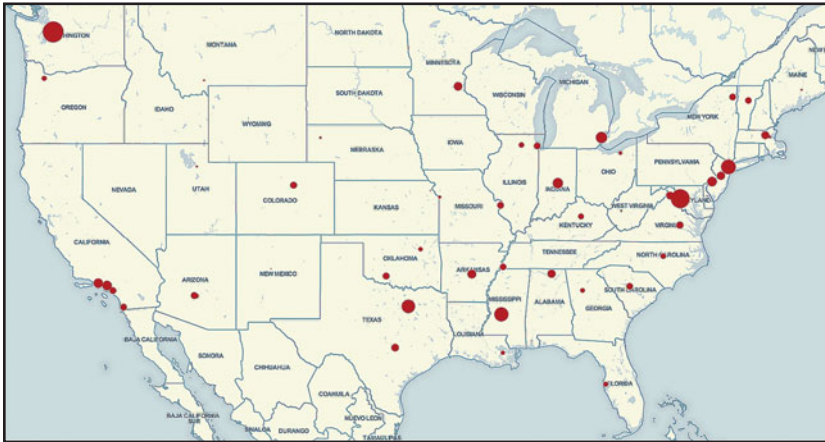 SHINGTON
MONTANA
NORTH DAKOTA
MINNESOTA
MAINE
OREGON
IDAHO
SOUTH DAKOTA
WISCONSIN
MICHIGAN
WYOMING
NEW YORK
IOWA
NEBRASKA
PENNSYLVANIA
NEVADA
UTAH
COLORADO
ILLINOIS
INDIANA
OHIO
KANSAS
MISSOURI
WEST VIRGINIA
YLAND
KENTUCKY
VIRGINI
CALIFORNIA
ARIZONA
NEW MEXICO
OKLAHOMA
ARKANSAS
TENNESSEE
NORTH CAROLINA
TEXAS
MISSISSIPPI
ALABAMA
GEORGIA
SOUTH CAROLINA
LOUISIANA
BAJA CALIFORNIA
SONORA
CHIHUAHUA
FLORIDA
COAHUILA
BAJA CALIFORNIA
SUR
SINALOA
DURANGO
NUEVO LEON
TAMAULIPAS